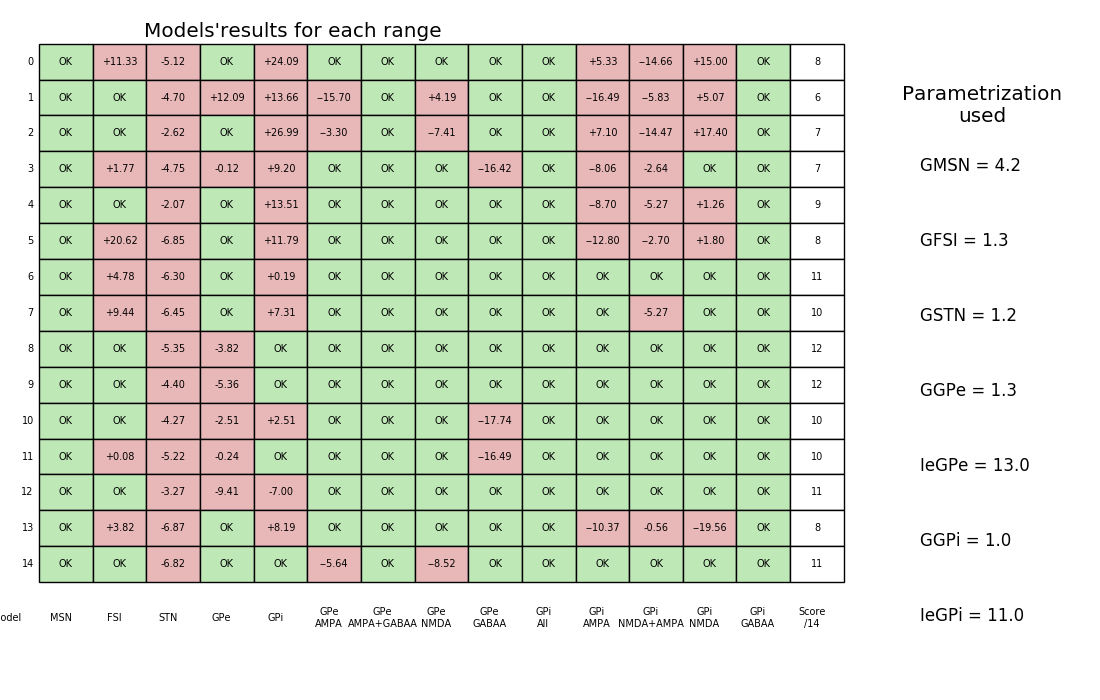 Models'results for each range
0 OK +11.33 -5.12 OK +24.09 OK OK OK OK OK +5.33 −14.66 +15.00 OK 8
1 OK OK -4.70 +12.09 +13.66 −15.70 OK +4.19 OK OK −16.49 −5.83 +5.07 OK 6
2 OK OK -2.62 OK +26.99 −3.30 OK −7.41 OK OK +7.10 −14.47 +17.40 OK 7
3 OK +1.77 -4.75 -0.12 +9.20 OK OK OK −16.42 OK −8.06 -2.64 OK OK 7
4 OK OK -2.07 OK +13.51 OK OK OK OK OK −8.70 -5.27 +1.26 OK 9
5 OK +20.62 -6.85 OK +11.79 OK OK OK OK OK −12.80 −2.70 +1.80 OK 8
6 OK +4.78 -6.30 OK +0.19 OK OK OK OK OK OK OK OK OK 11
7 OK +9.44 -6.45 OK +7.31 OK OK OK OK OK OK -5.27 OK OK 10
8 OK OK -5.35 -3.82 OK OK OK OK OK OK OK OK OK OK 12
9 OK OK -4.40 -5.36 OK OK OK OK OK OK OK OK OK OK 12
10 OK OK -4.27 -2.51 +2.51 OK OK OK −17.74 OK OK OK OK OK 10
11 OK +0.08 -5.22 -0.24 OK OK OK OK −16.49 OK OK OK OK OK 10
12 OK OK -3.27 -9.41 -7.00 OK OK OK OK OK OK OK OK OK 11
13 OK +3.82 -6.87 OK +8.19 OK OK OK OK OK −10.37 -0.56 −19.56 OK 8
14 OK OK -6.82 OK OK −5.64 OK −8.52 OK OK OK OK OK OK 11
odel MSN FSI STN GPe GPi GPe GPe GPe GPe GPi GPi GPi GPi GPi Score
AMPA AMPA+GABAA NMDA GABAA All AMPA NMDA+AMPA NMDA GABAA /14
Parametrization
used
GMSN = 4.2
GFSI = 1.3
GSTN = 1.2
GGPe = 1.3
IeGPe = 13.0
GGPi = 1.0
IeGPi = 11.0